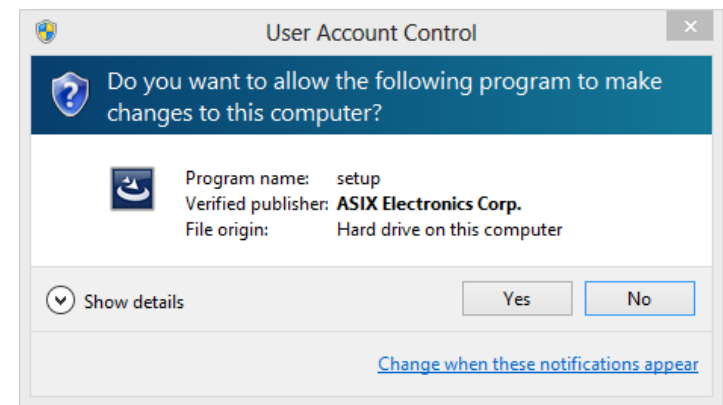 User Account Control
Do you want to allow the following program to make
changes to this computer?
Program name: setup
Verified publisher: ASIX Electronics Corp.
File origin: Hard drive on this computer
Show details Yes No
Change when these notifications appear